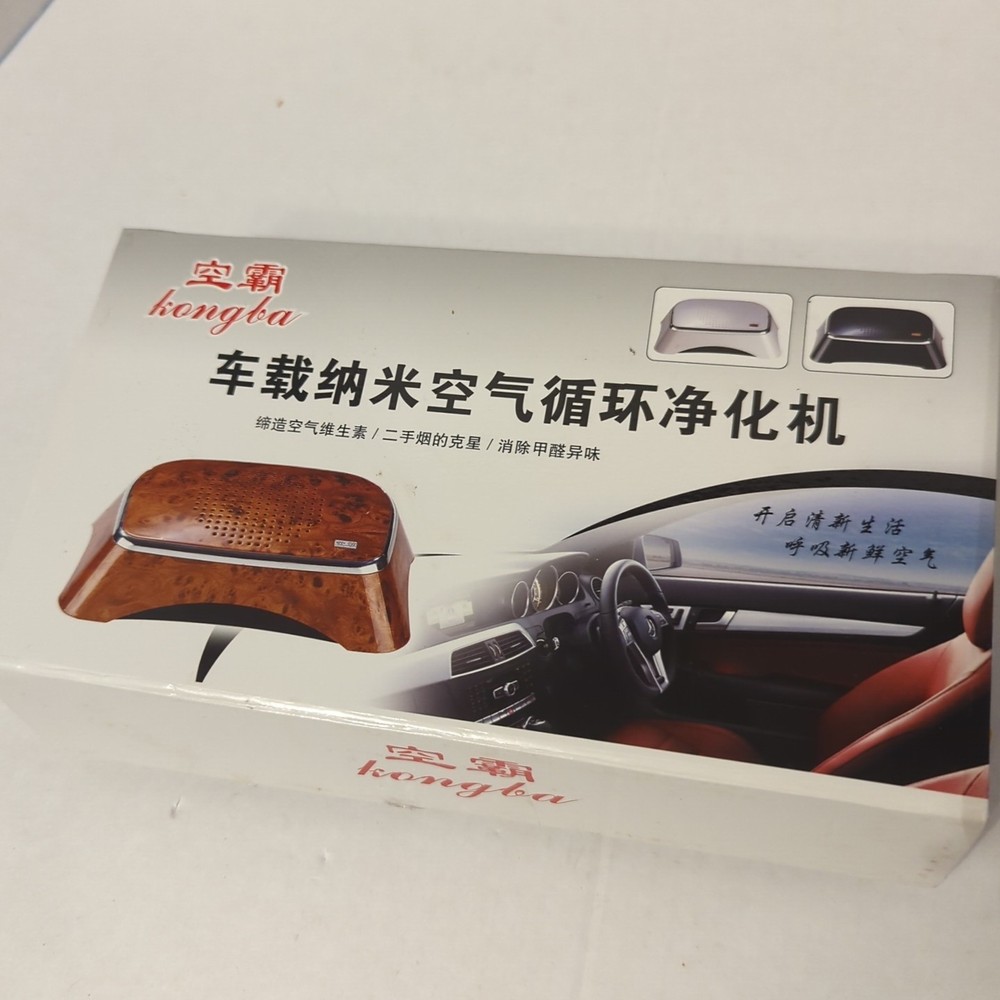 空霸
kongba
车载纳米空气循环净化机
缔造空气维生素/二手烟的克星/消除甲醛异味
开启清新生活
呼吸新鲜空气
空霸
kongba